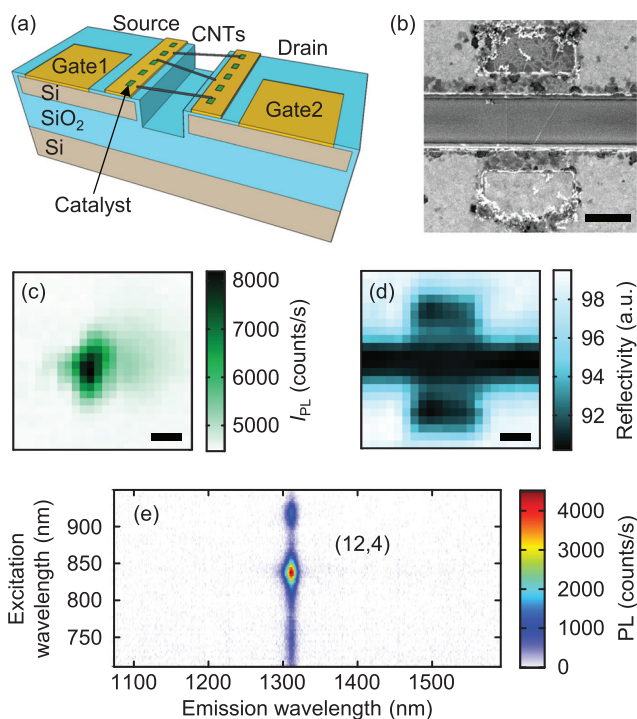 (a)
Source
CNTs
Drain
Gate1
Gate2
Si
SiO2
Si
Catalyst
(b)
(c)
8000
7000
6000
5000
IPL (counts/s)
(d)
98
96
94
92
Reflectivity (a.u.)
(e)
(12,4)
900
850
800
750
Excitation
wavelength (nm)
1100 1200 1300 1400 1500
Emission wavelength (nm)
4000
3000
2000
1000
0
PL (counts/s)